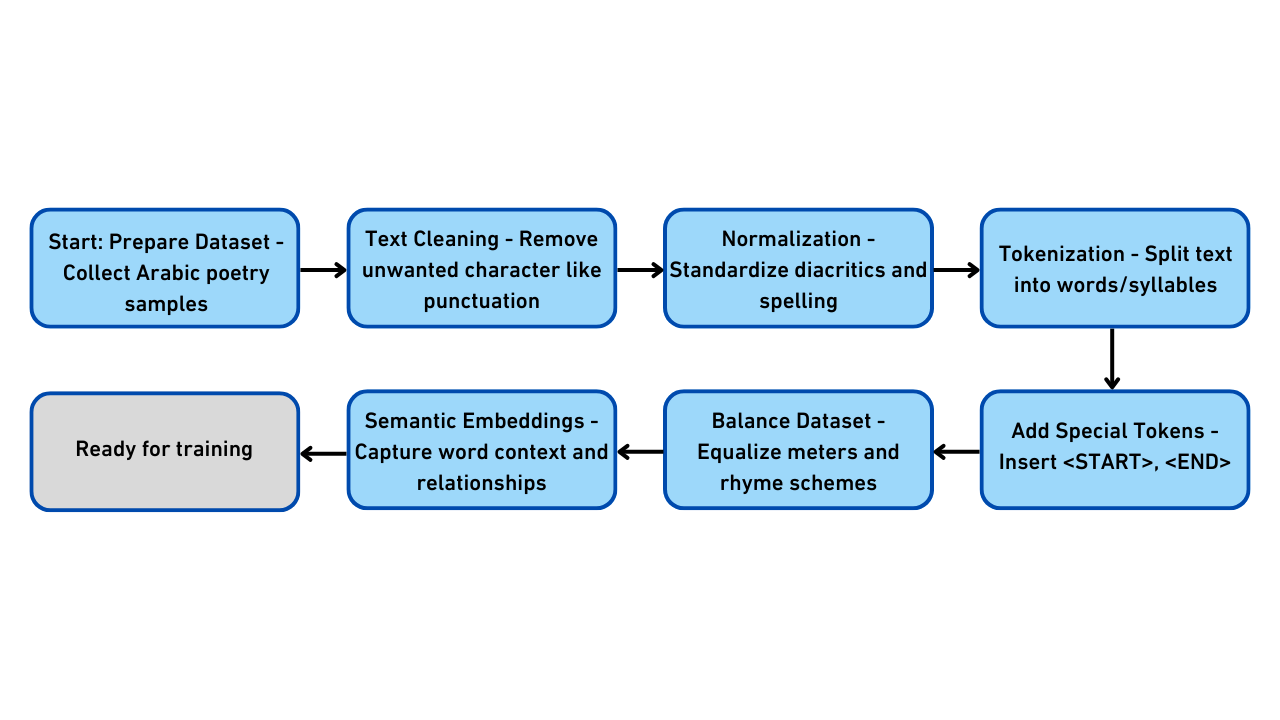 Start: Prepare Dataset -
Collect Arabic poetry
samples
Text Cleaning - Remove
unwanted character like
punctuation
Normalization -
Standardize diacritics and
spelling
Tokenization - Split text
into words/syllables
Add Special Tokens -
Insert <START>, <END>
Balance Dataset -
Equalize meters and
rhyme schemes
Semantic Embeddings -
Capture word context and
relationships
Ready for training